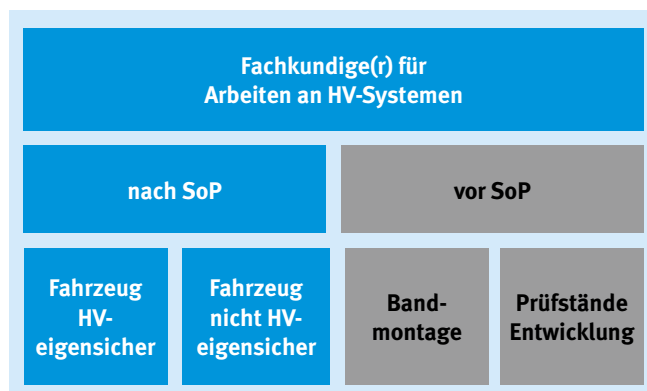 Fachkundige(r) für
Arbeiten an HV-Systemen
nach SoP
vor SoP
Fahrzeug
HV-
eigensicher
Fahrzeug
nicht HV-
eigensicher
Band-
montage
Prüfstände
Entwicklung